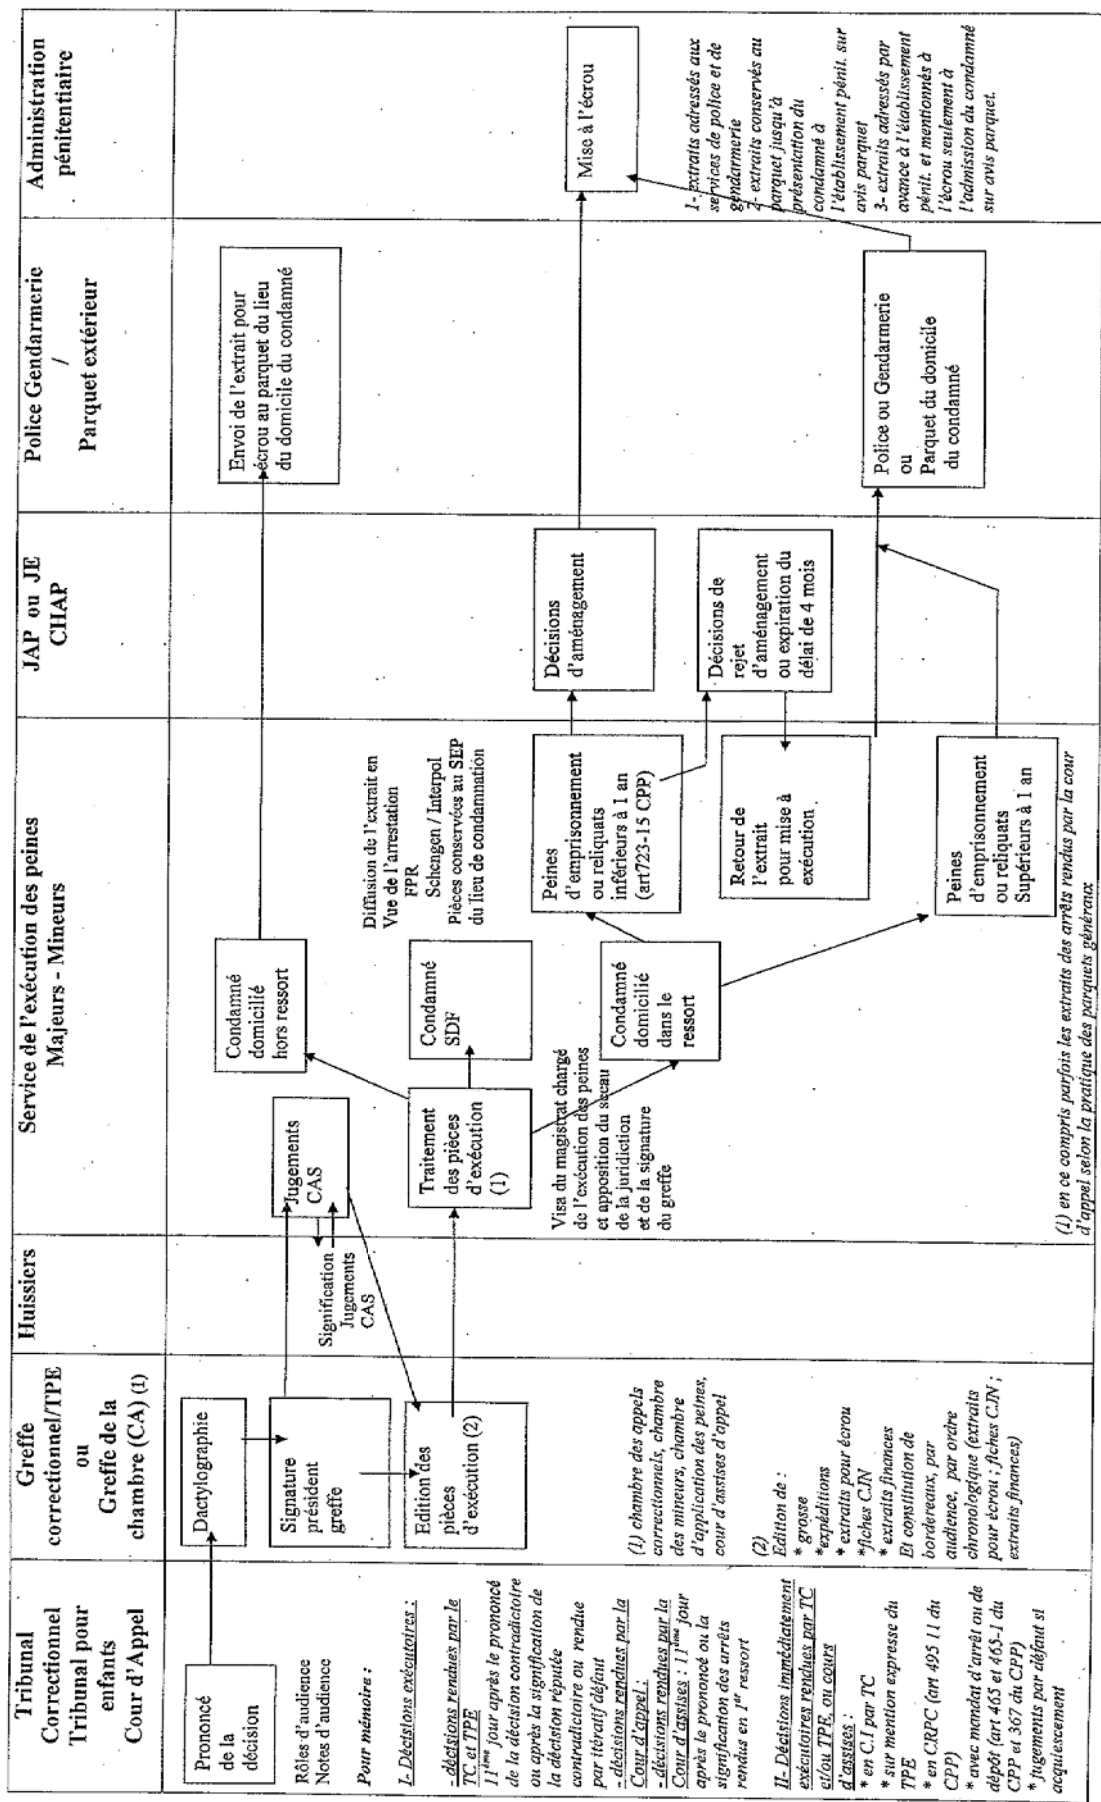 Tribunal
Correctionnel
Tribunal pour
enfants
Cour d'Appel
Greffe
correctionnel/TPE
ou
Greffe de la
chambre (CA) (1)
Huissiers
Service de l'exécution des peines
Majeurs - Mineurs
JAP ou JE
CHAP
Police Gendarmerie
/
Parquet extérieur
Administration
pénitentiaire
Prononcé
de la
décision
Rôles d'audience
Notes d'audience
Pour mémoire :
I- Décisions exécutoires :
- décisions rendues par le
TC et TPE
11ème jour après le prononcé
de la décision contradictoire
ou après la signification de
la décision réputée
contradictoire ou rendue
par itératif défaut
- décisions rendues par la
Cour d'appel :
- décisions rendues par la
Cour d'assises : 11ème jour
après le prononcé ou la
signification des arrêts
rendus en 1er ressort
II- Décisions immédiatement
exécutoires rendues par TC
et/ou TPE, ou cours
d'assises :
* en C.I par TC
* sur mention expresse du
TPE
* en CRPC (art 495 11 du
CPP)
* avec mandat d'arrêt ou de
dépôt (art 465 et 465-1 du
CPP et 367 du CPP)
* jugements par défaut si
acquiescement
Dactylographie
Signature
président
greffe
Edition des
pièces
d'exécution (2)
(1) chambre des appels
correctionnels, chambre
des mineurs, chambre
d'application des peines,
cour d'assises d'appel
(2)
Edition de :
* grosse
*expéditions
* extraits pour écrou
*fiches CJN
* extraits finances
Et constitution de
bordereaux, par
audience, par ordre
chronologique (extraits
pour écrou ; fiches CJN ;
extraits finances)
Signification
Jugements
CAS
Jugements
CAS
Traitement
des pièces
d'exécution
(1)
Visa du magistrat chargé
de l'exécution des peines
et apposition du sceau
de la juridiction
et de la signature
du greffe
Condamné
domicilié
hors ressort
Condamné
SDF
Condamné
domicilié
dans le
ressort
Diffusion de l'extrait en
Vue de l'arrestation
FPR
Schengen / Interpol
Pièces conservées au SEP
du lieu de condamnation
Peines
d'emprisonnement
ou reliquats
inférieurs à 1 an
(art723-15 CPP)
Retour de
l'extrait
pour mise à
exécution
Peines
d'emprisonnement
ou reliquats
Supérieurs à 1 an
(1) en ce compris parfois les extraits des arrêts rendus par la cour
d'appel selon la pratique des parquets généraux
Décisions
d'aménagement
Décisions de
rejet
d'aménagement
ou expiration du
délai de 4 mois
Envoi de l'extrait pour
écrou au parquet du lieu
du domicile du condamné
Police ou Gendarmerie
ou
Parquet du domicile
du condamné
Mise à l'écrou
1- extraits adressés aux
services de police et de
gendarmerie
2- extraits conservés au
parquet jusqu'à
présentation du
condamné à
l'établissement pénit. sur
avis parquet
3- extraits adressés par
avance à l'établissement
pénit. et mentionnés à
l'écrou seulement à
l'admission du condamné
sur avis parquet.